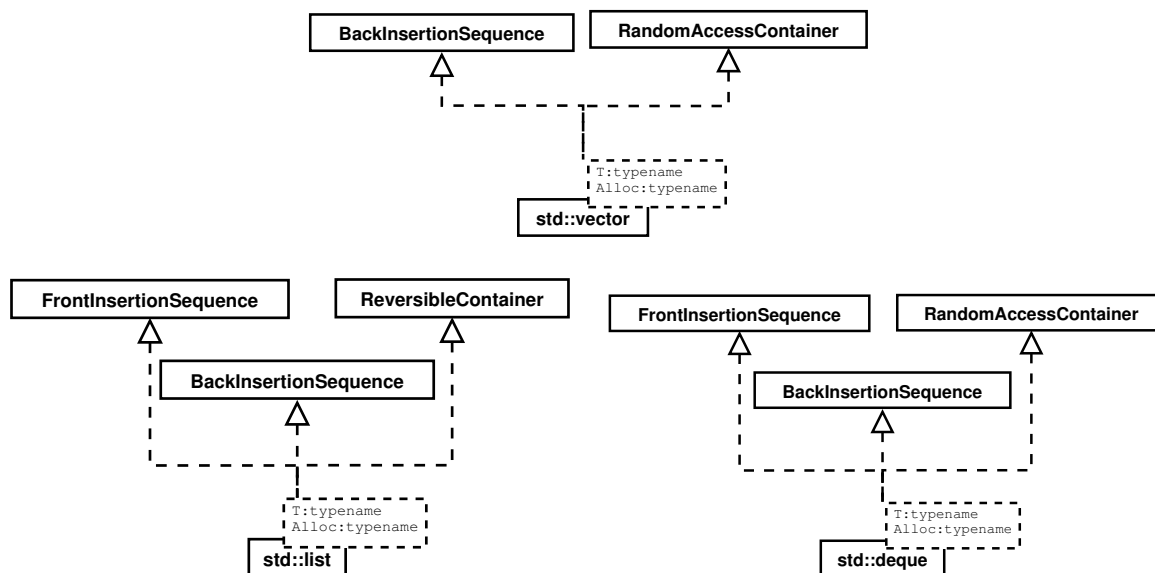 BackInsertionSequence
RandomAccessContainer
T:typename
Alloc:typename
std::vector
FrontInsertionSequence
ReversibleContainer
BackInsertionSequence
T:typename
Alloc:typename
std::list
FrontInsertionSequence
RandomAccessContainer
BackInsertionSequence
T:typename
Alloc:typename
std::deque